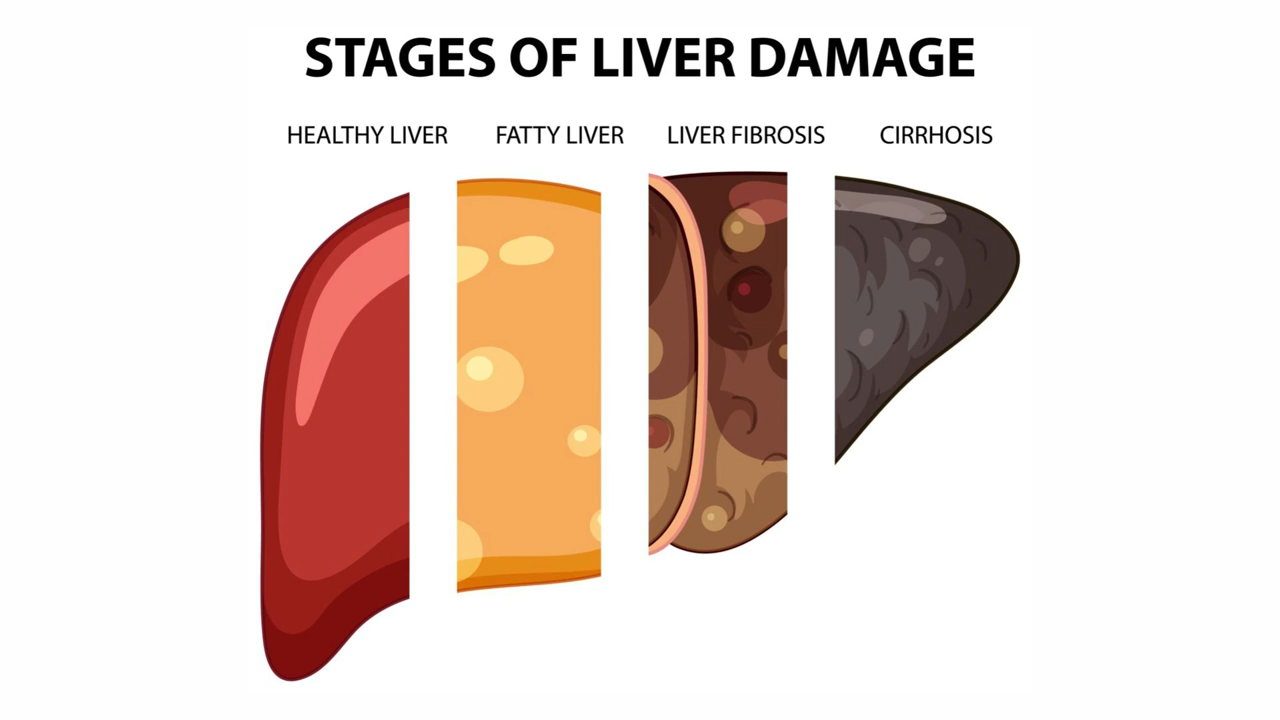 STAGES OF LIVER DAMAGE
HEALTHY LIVER
FATTY LIVER
LIVER FIBROSIS
CIRRHOSIS